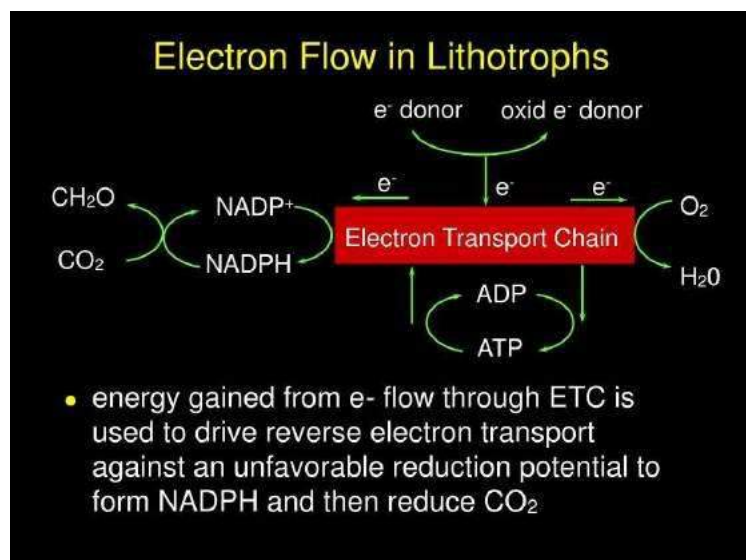 Electron Flow in Lithotrophs
e⁻ donor oxid e⁻ donor
e⁻ e⁻ e⁻
CH₂O NADP⁺ O₂
Electron Transport Chain
CO₂ NADPH H₂0
ADP
ATP
• energy gained from e- flow through ETC is
used to drive reverse electron transport
against an unfavorable reduction potential to
form NADPH and then reduce CO₂